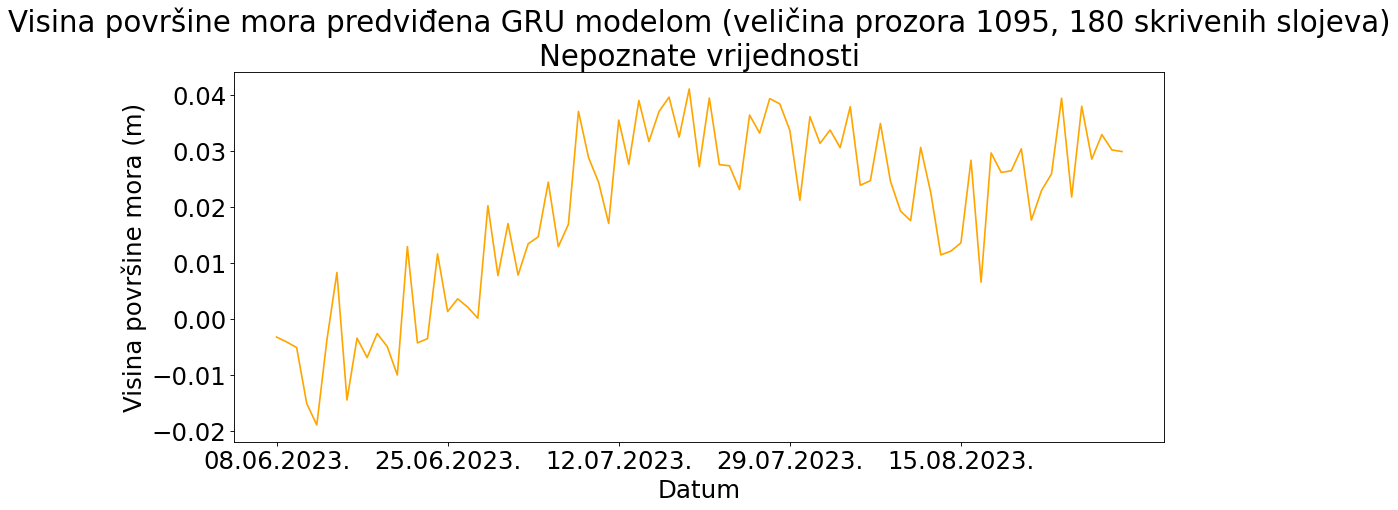 Visina površine mora predviđena GRU modelom (veličina prozora 1095, 180 skrivenih slojeva)
Nepoznate vrijednosti
Visina površine mora (m)
0.04
0.03
0.02
0.01
0.00
−0.01
−0.02
08.06.2023. 25.06.2023. 12.07.2023. 29.07.2023. 15.08.2023.
Datum